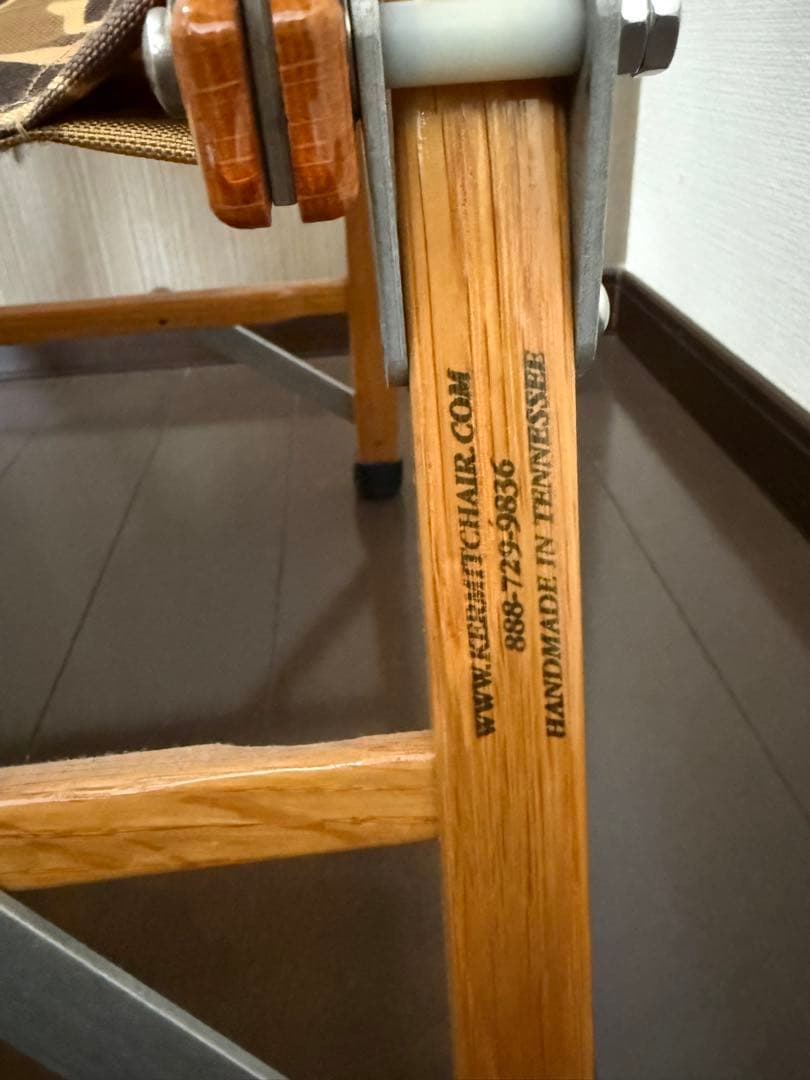 WWW.KERMITCHAIR.COM
888-729-9836
HANDMADE IN TENNESSEE